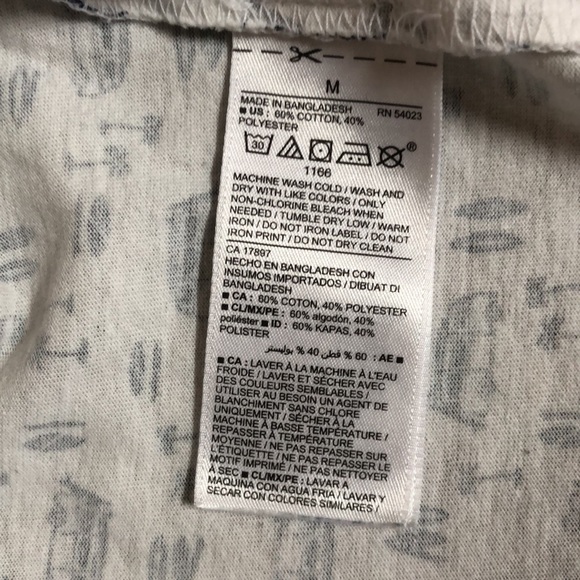 M
MADE IN BANGLADESH RN 54023
■ US : 60% COTTON, 40%
POLYESTER
30 ®
1166
MACHINE WASH COLD / WASH AND
DRY WITH LIKE COLORS / ONLY
NON-CHLORINE BLEACH WHEN
NEEDED / TUMBLE DRY LOW / WARM
IRON / DO NOT IRON LABEL / DO NOT
IRON PRINT / DO NOT DRY CLEAN
CA 17897
HECHO EN BANGLADESH CON
INSUMOS IMPORTADOS / DIBUAT DI
BANGLADESH
■ CA : 60% COTON, 40% POLYESTER
■ CL/MX/PE : 60% algodón, 40%
poliéster ■ ID : 60% KAPAS, 40%
POLISTER
■ AE : 60 % قطن 40 % بوليستر
■ CA : LAVER À LA MACHINE À L'EAU
FROIDE / LAVER ET SÉCHER AVEC
DES COULEURS SEMBLABLES /
UTILISER AU BESOIN UN AGENT DE
BLANCHIMENT SANS CHLORE
UNIQUEMENT / SÉCHER À LA
MACHINE À BASSE TEMPÉRATURE /
REPASSER À TEMPÉRATURE
MOYENNE / NE PAS REPASSER SUR
L'ÉTIQUETTE / NE PAS REPASSER LE
MOTIF IMPRIMÉ / NE PAS NETTOYER
À SEC ■ CL/MX/PE : LAVAR A
MAQUINA CON AGUA FRIA / LAVAR Y
SECAR CON COLORES SIMILARES /